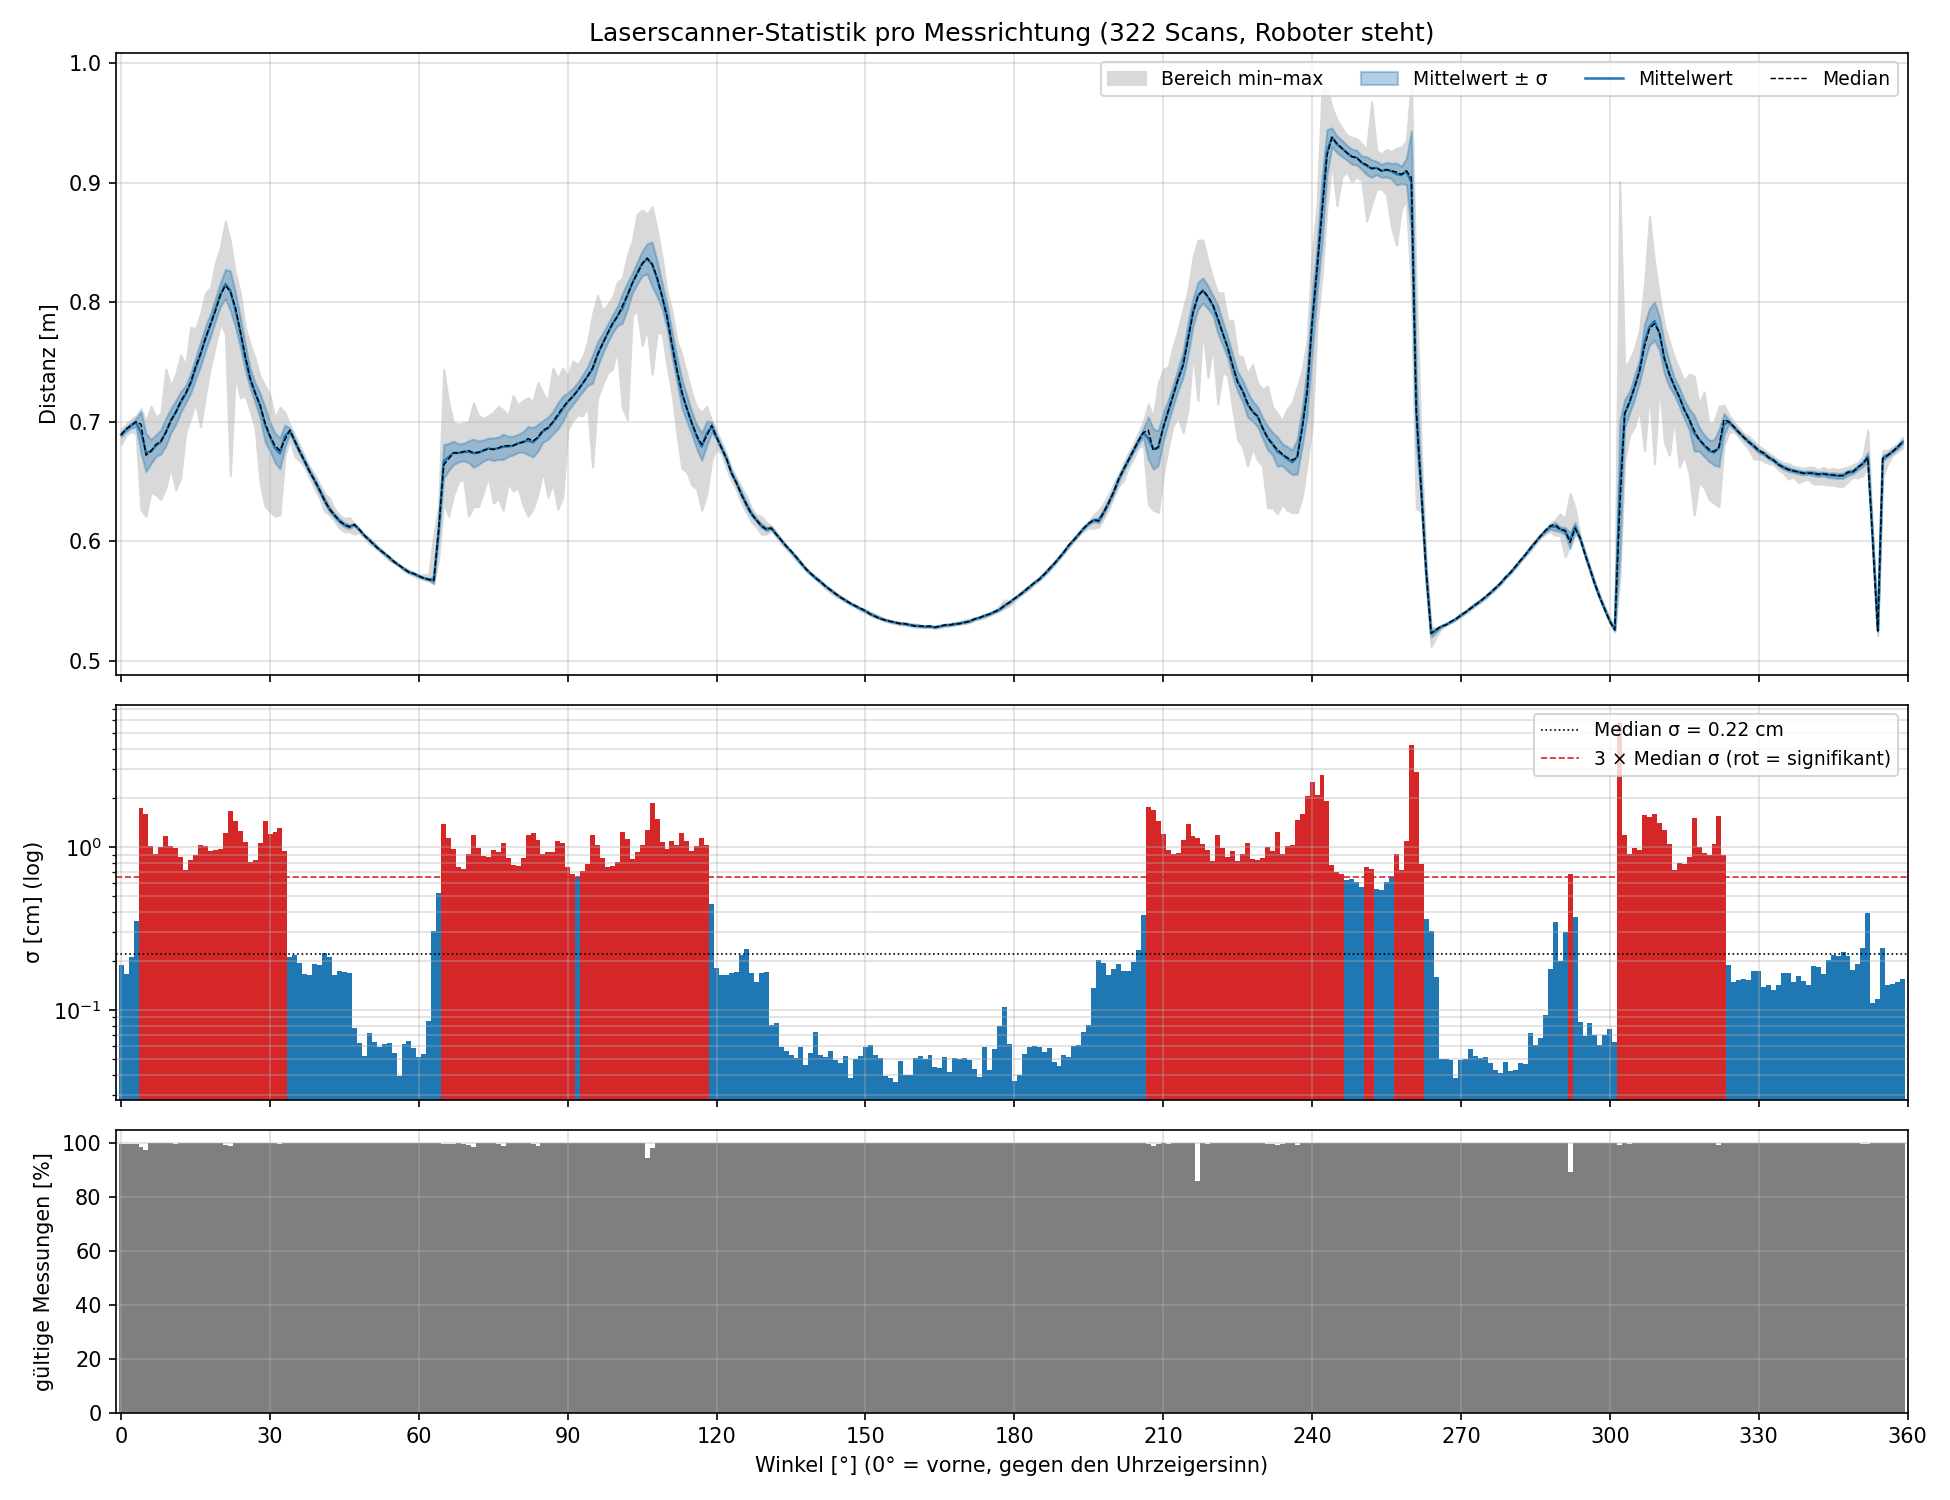 Laserscanner-Statistik pro Messrichtung (322 Scans, Roboter steht)
Bereich min–max
Mittelwert ± σ
Mittelwert
Median
Distanz [m]
1.0
0.9
0.8
0.7
0.6
0.5
Median σ = 0.22 cm
3 × Median σ (rot = signifikant)
σ [cm] (log)
10⁰
10⁻¹
gültige Messungen [%]
100
80
60
40
20
0
0 30 60 90 120 150 180 210 240 270 300 330 360
Winkel [°] (0° = vorne, gegen den Uhrzeigersinn)